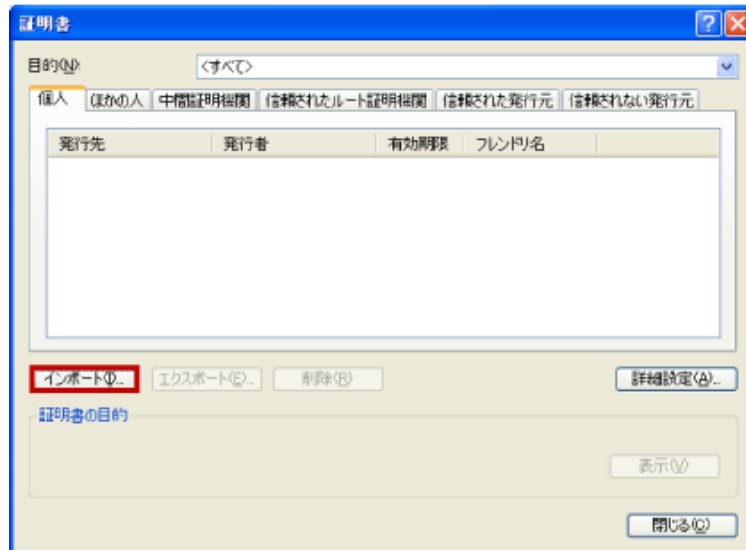 証明書
目的(N): <すべて>
個人 ほかの人 中間証明機関 信頼されたルート証明機関 信頼された発行元 信頼されない発行元
発行先 発行者 有効期限 フレンドリ名
インポート(I)... エクスポート(E)... 削除(R) 詳細設定(A)...
証明書の目的
表示(V)
閉じる(C)